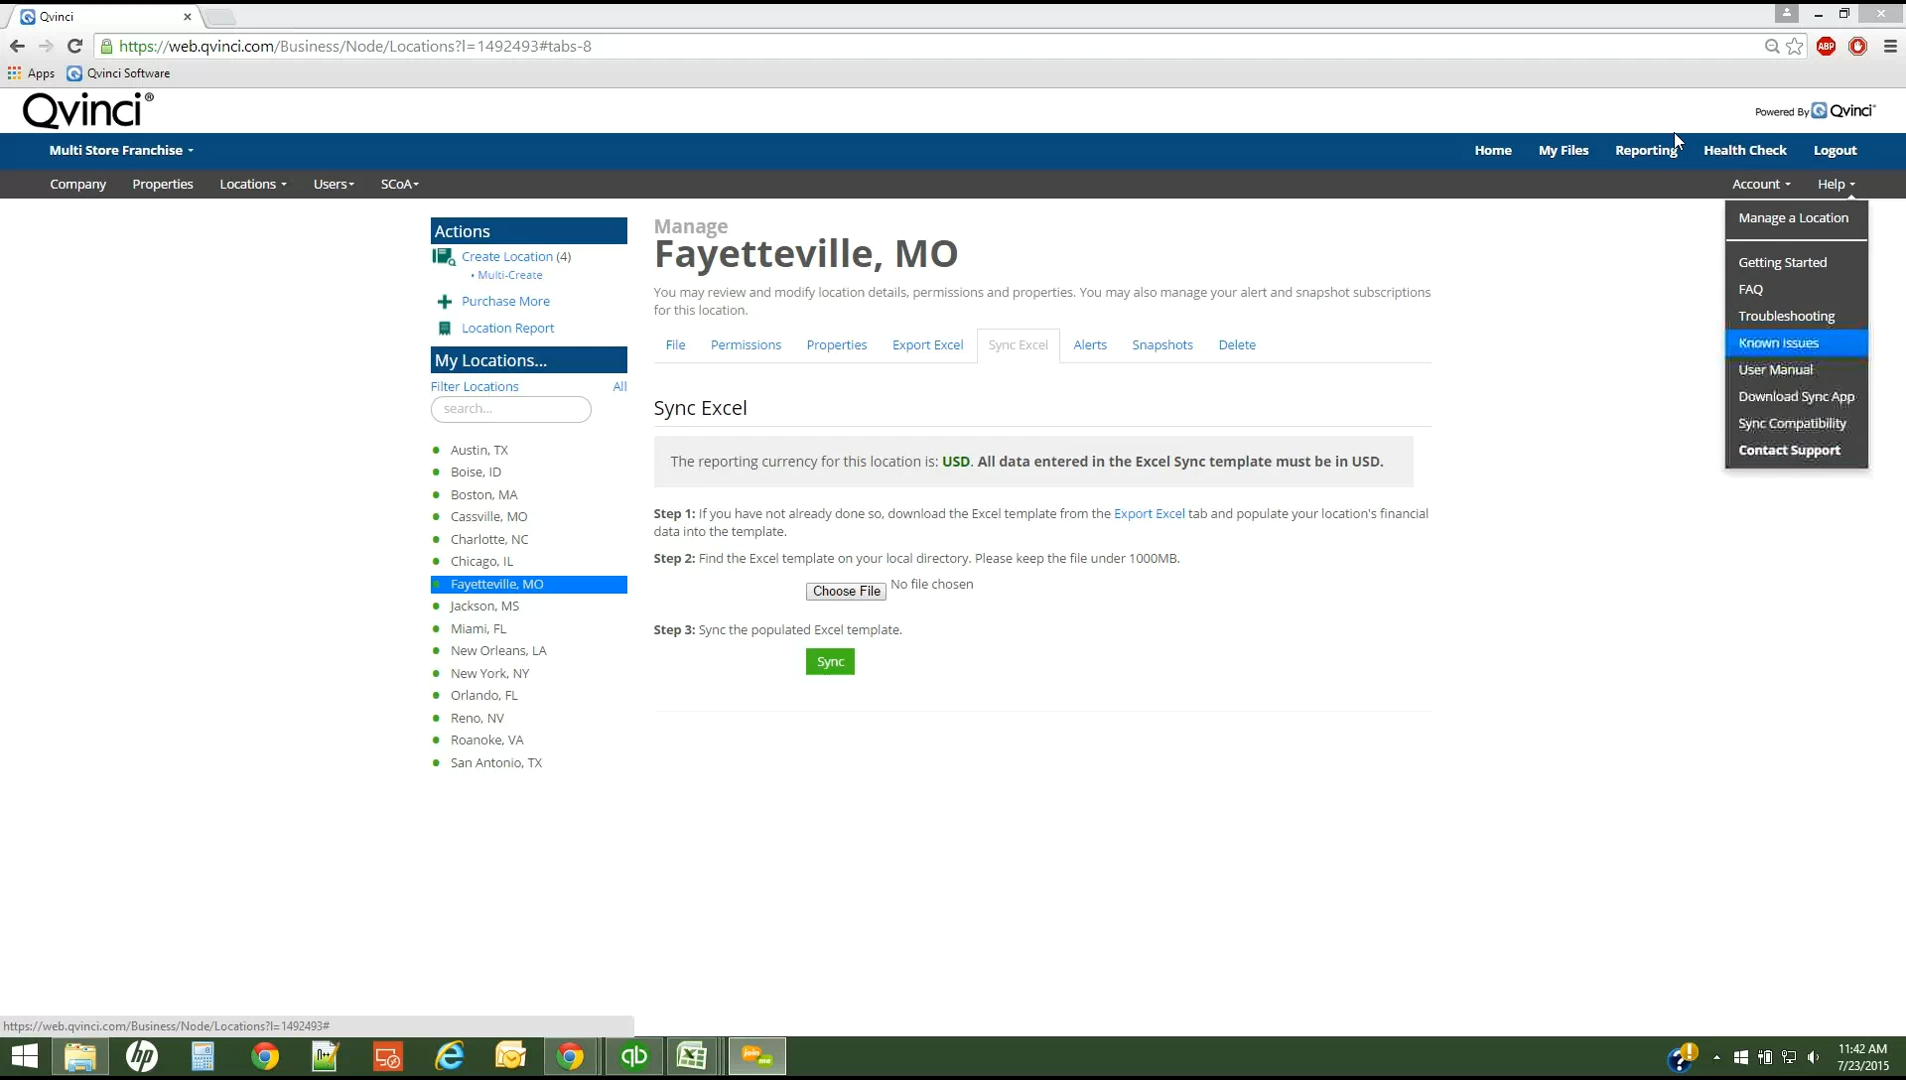 Qvinci
https://web.qvinci.com/Business/Node/Locations?l=1492493#tabs-8
ABP
Apps
Qvinci Software
Qvinci®
Powered By Qvinci
Multi Store Franchise
Home
My Files
Reporting
Health Check
Logout
Company
Properties
Locations
Users
SCoA
Account
Help
Actions
Create Location (4)
• Multi-Create
Purchase More
Location Report
My Locations...
Filter Locations
All
search...
Austin, TX
Boise, ID
Boston, MA
Cassville, MO
Charlotte, NC
Chicago, IL
Fayetteville, MO
Jackson, MS
Miami, FL
New Orleans, LA
New York, NY
Orlando, FL
Reno, NV
Roanoke, VA
San Antonio, TX
Manage
Fayetteville, MO
You may review and modify location details, permissions and properties. You may also manage your alert and snapshot subscriptions
for this location.
File
Permissions
Properties
Export Excel
Sync Excel
Alerts
Snapshots
Delete
Sync Excel
The reporting currency for this location is: USD. All data entered in the Excel Sync template must be in USD.
Step 1: If you have not already done so, download the Excel template from the Export Excel tab and populate your location's financial
data into the template.
Step 2: Find the Excel template on your local directory. Please keep the file under 1000MB.
Choose File
No file chosen
Step 3: Sync the populated Excel template.
Sync
Manage a Location
Getting Started
FAQ
Troubleshooting
Known Issues
User Manual
Download Sync App
Sync Compatibility
Contact Support
https://web.qvinci.com/Business/Node/Locations?l=1492493#
hp
qb
11:42 AM
7/23/2015